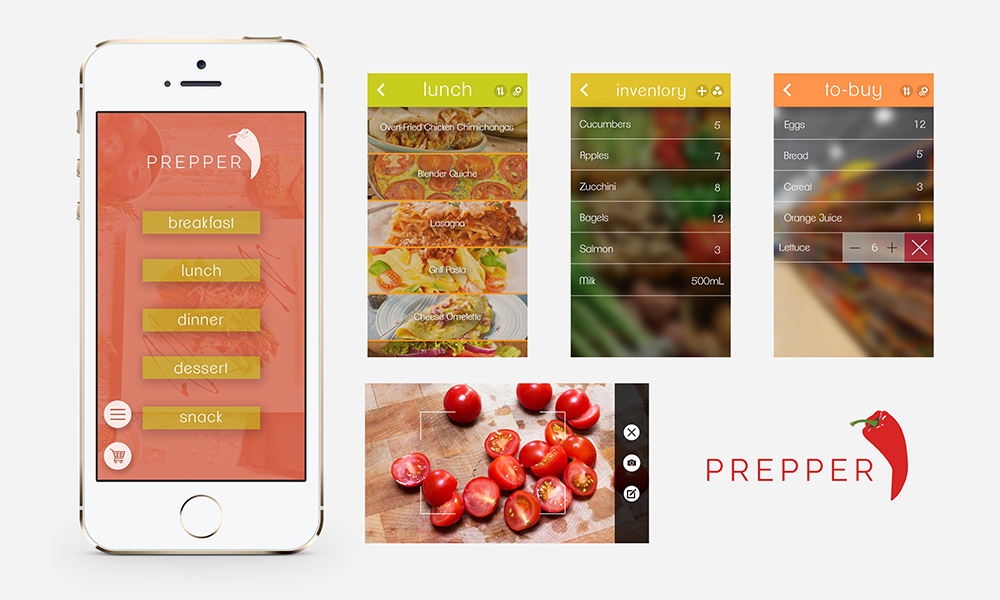 PREPPER
breakfast
lunch
dinner
dessert
snack
lunch
Oven-Fried Chicken Chimichangas
Blender Quiche
Lasagna
Grill Pasta
Cheese Omelette
inventory
Cucumbers 5
Apples 7
Zucchini 8
Bagels 12
Salmon 3
Milk 500mL
to-buy
Eggs 12
Bread 5
Cereal 3
Orange Juice 1
Lettuce − 6 +
PREPPER